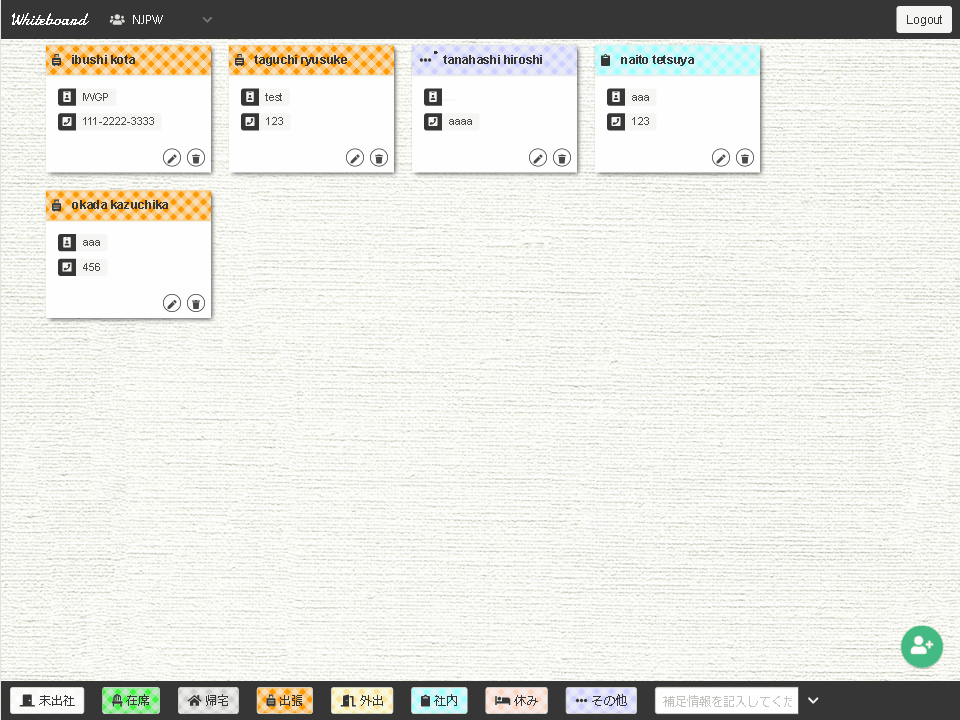 Whiteboard NJPW Logout
ibushi kota
IWGP
111-2222-3333
taguchi ryusuke
test
123
tanahashi hiroshi
aaaa
naito tetsuya
aaa
123
okada kazuchika
aaa
456
未出社 在席 帰宅 出張 外出 社内 休み その他 補足情報を記入してくだ